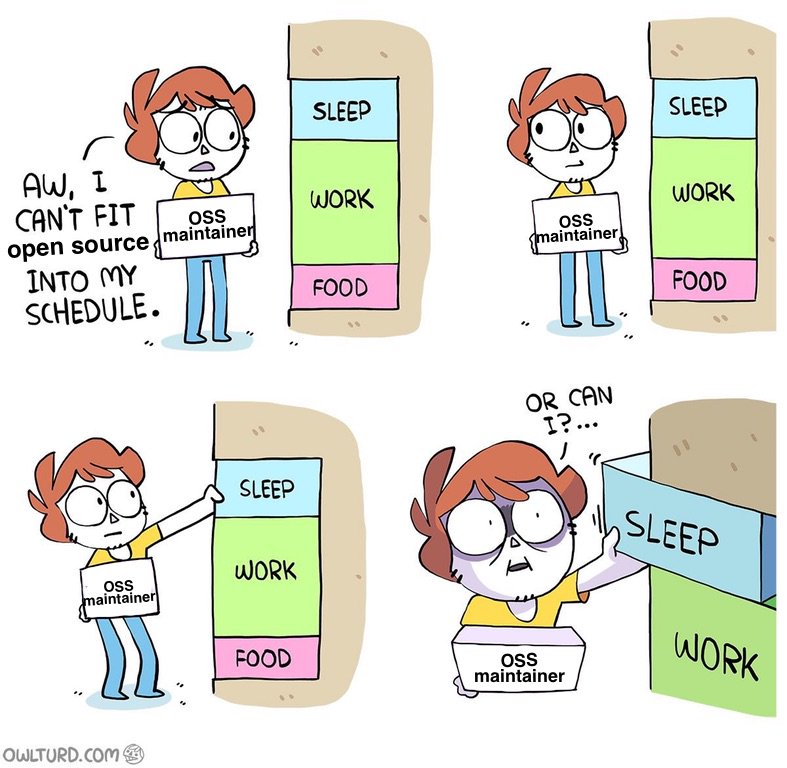 AW, I
CAN'T FIT
open source
INTO MY
SCHEDULE.
OSS
maintainer
SLEEP
WORK
FOOD
OSS
maintainer
SLEEP
WORK
FOOD
OSS
maintainer
SLEEP
WORK
FOOD
OR CAN
I?...
OSS
maintainer
SLEEP
WORK
OWLTURD.COM